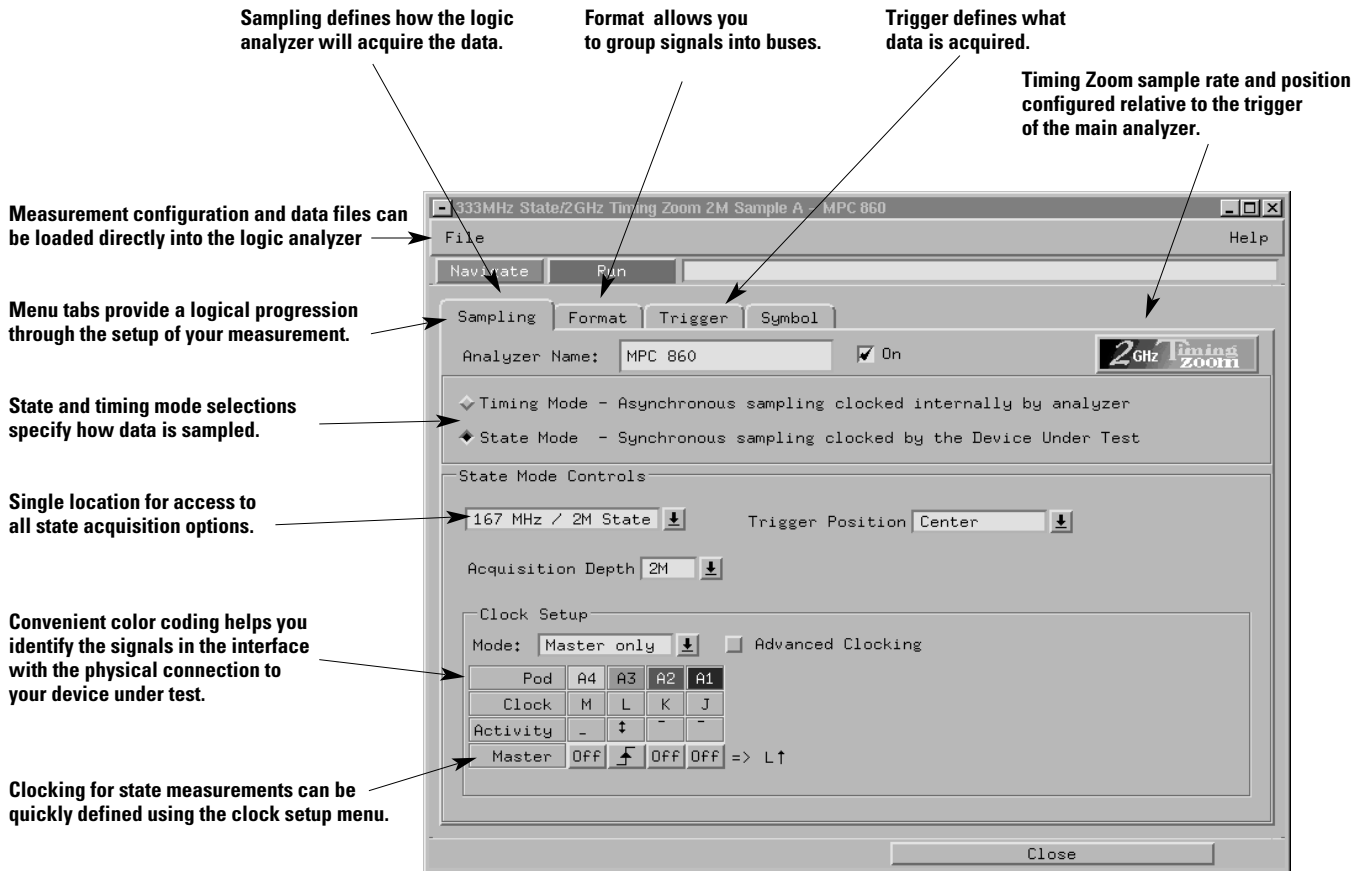 Sampling defines how the logic
analyzer will acquire the data.
Format allows you
to group signals into buses.
Trigger defines what
data is acquired.
Timing Zoom sample rate and position
configured relative to the trigger
of the main analyzer.
Measurement configuration and data files can
be loaded directly into the logic analyzer
Menu tabs provide a logical progression
through the setup of your measurement.
State and timing mode selections
specify how data is sampled.
Single location for access to
all state acquisition options.
Convenient color coding helps you
identify the signals in the interface
with the physical connection to
your device under test.
Clocking for state measurements can be
quickly defined using the clock setup menu.
333MHz State/2GHz Timing Zoom 2M Sample A - MPC 860
File Help
Navigate Run
Sampling Format Trigger Symbol
Analyzer Name: MPC 860 On
2 GHz Timing Zoom
Timing Mode - Asynchronous sampling clocked internally by analyzer
State Mode - Synchronous sampling clocked by the Device Under Test
State Mode Controls
167 MHz / 2M State Trigger Position Center
Acquisition Depth 2M
Clock Setup
Mode: Master only Advanced Clocking
Pod A4 A3 A2 A1
Clock M L K J
Activity - ↕ - -
Master Off Off Off => L↑
Close